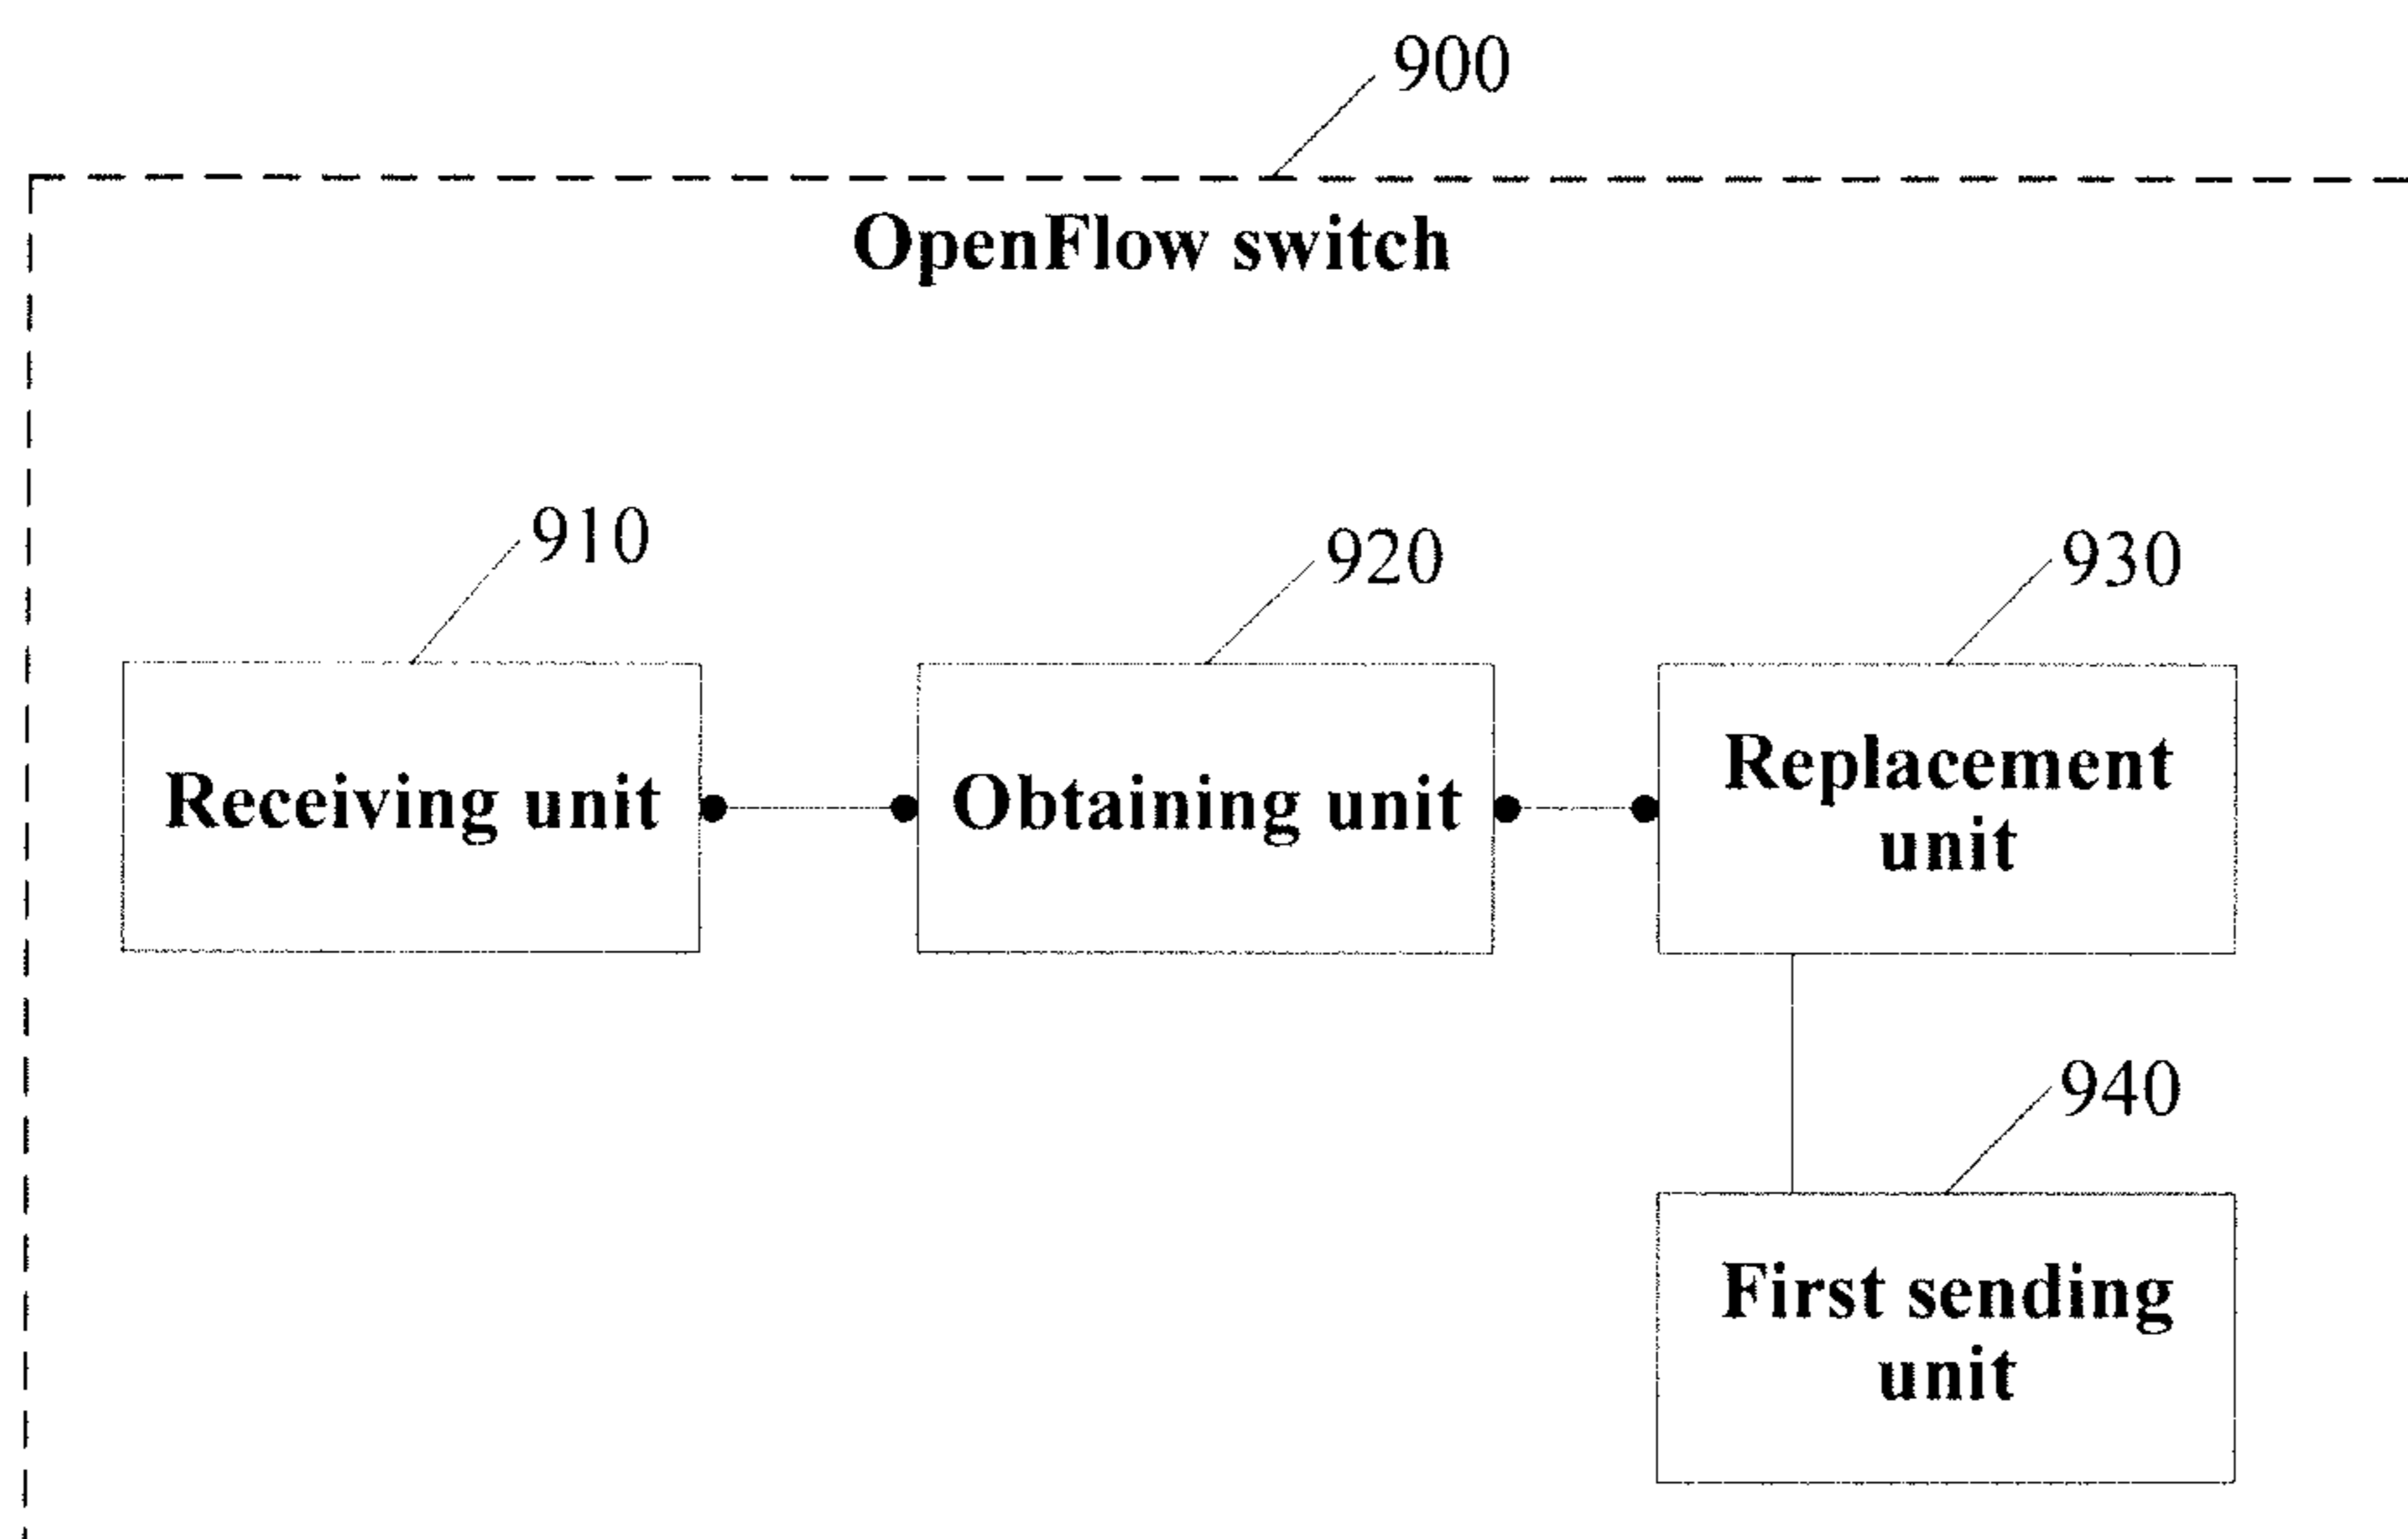 900
OpenFlow switch
910
920
930
Receiving unit
Obtaining unit
Replacement
unit
940
First sending
unit